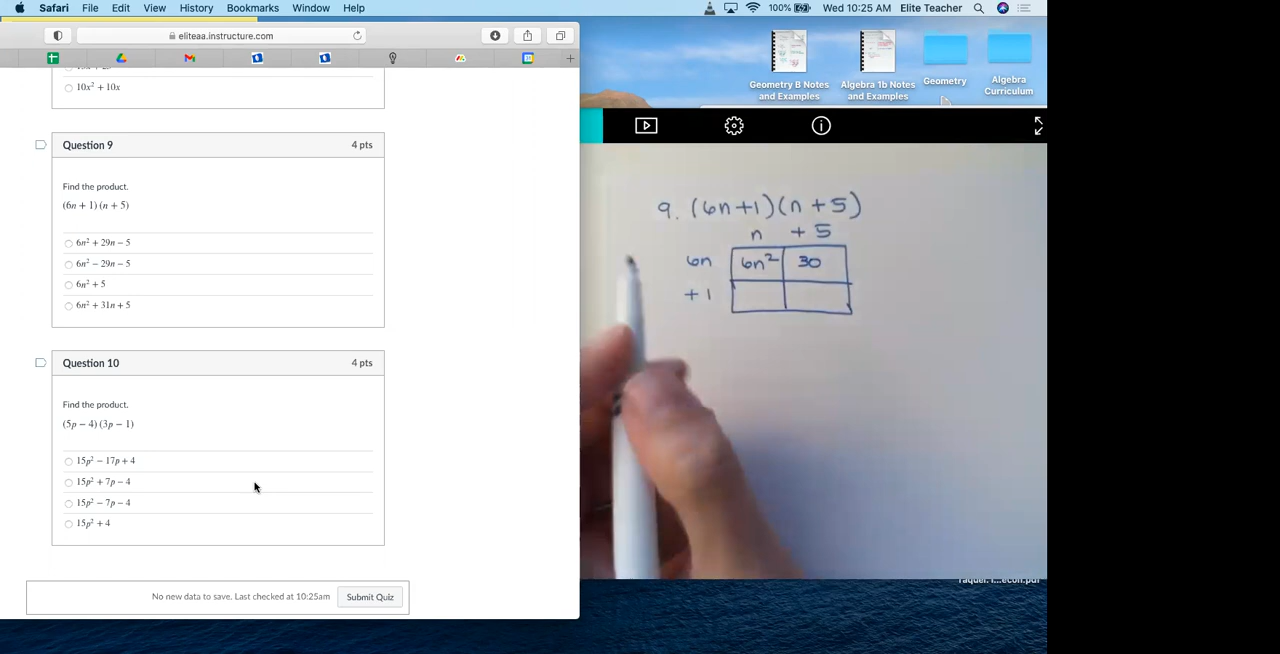 Safari File Edit View History Bookmarks Window Help 100% Wed 10:25 AM Elite Teacher
eliteaa.instructure.com
10x² + 10x
Question 9 4 pts
Find the product.
(6n + 1) (n + 5)
6n² + 29n − 5
6n² − 29n − 5
6n² + 5
6n² + 31n + 5
Question 10 4 pts
Find the product.
(5p − 4) (3p − 1)
15p² − 17p + 4
15p² + 7p − 4
15p² − 7p − 4
15p² + 4
No new data to save. Last checked at 10:25am Submit Quiz
Geometry B Notes and Examples
Algebra 1b Notes and Examples
Geometry
Algebra Curriculum
9. (6n+1)(n+5)
n + 5
6n 6n² 30
+ 1